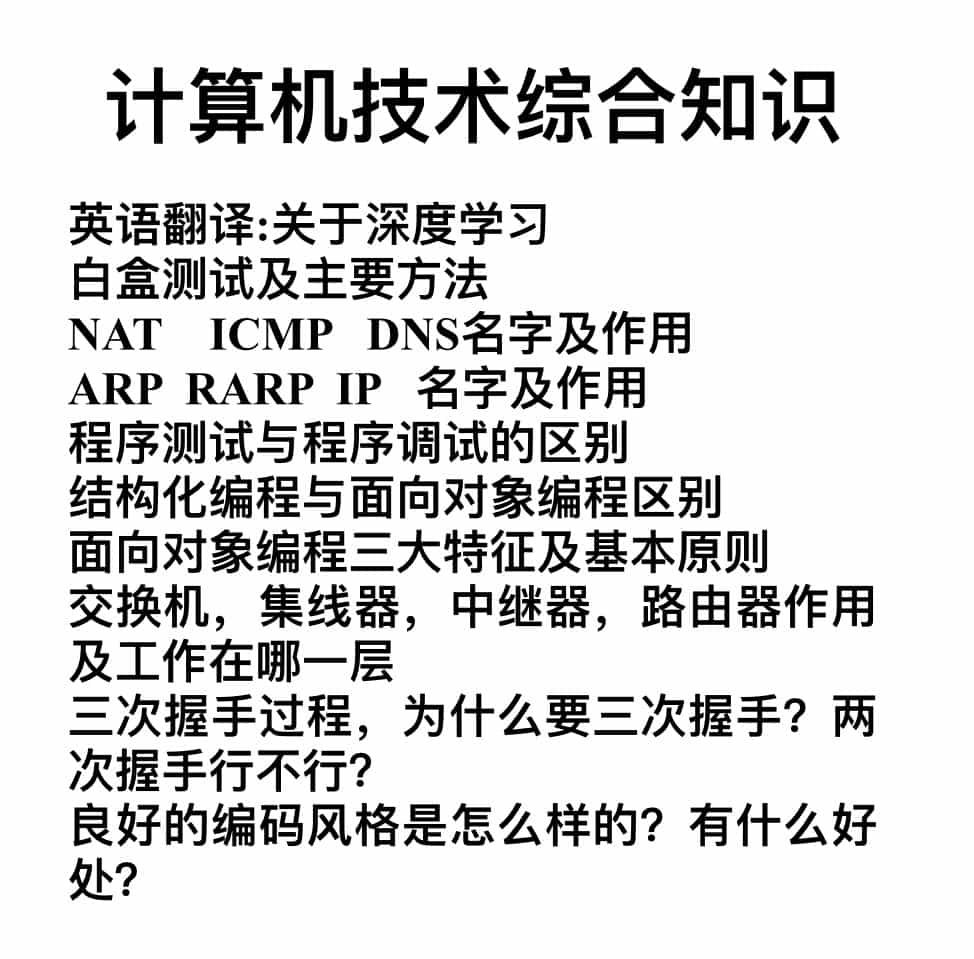 计算机技术综合知识
英语翻译:关于深度学习
白盒测试及主要方法
NAT ICMP DNS名字及作用
ARP RARP IP 名字及作用
程序测试与程序调试的区别
结构化编程与面向对象编程区别
面向对象编程三大特征及基本原则
交换机，集线器，中继器，路由器作用
及工作在哪一层
三次握手过程，为什么要三次握手？两
次握手行不行？
良好的编码风格是怎么样的？有什么好
处？